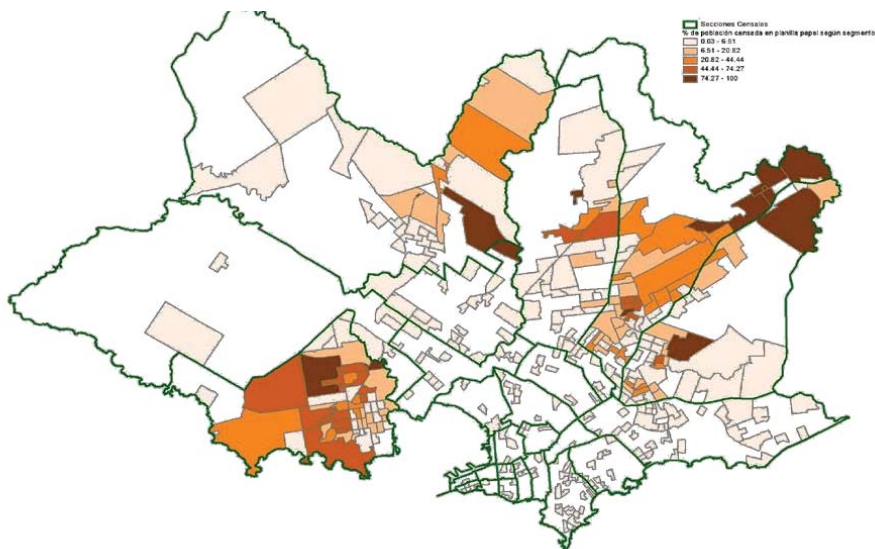 Secciones Censales
% de población censada en planilla papel según segmento
0.03 - 6.51
6.51 - 20.82
20.82 - 44.44
44.44 - 74.27
74.27 - 100